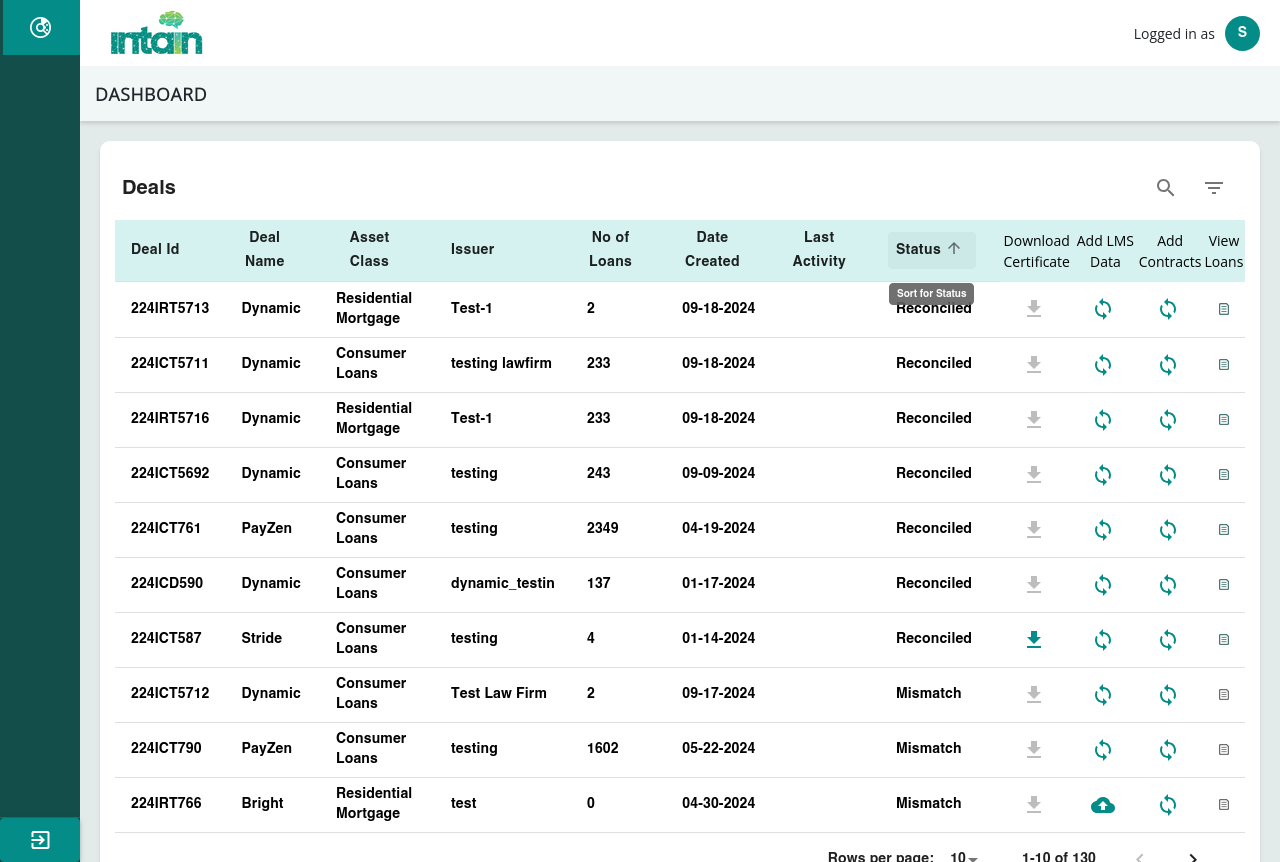 intain
Logged in as S
DASHBOARD
Deals
Deal Id Deal Name Asset Class Issuer No of Loans Date Created Last Activity Status Download Certificate Add LMS Data Add Contracts View Loans
Sort for Status
224IRT5713 Dynamic Residential Mortgage Test-1 2 09-18-2024 Reconciled
224ICT5711 Dynamic Consumer Loans testing lawfirm 233 09-18-2024 Reconciled
224IRT5716 Dynamic Residential Mortgage Test-1 233 09-18-2024 Reconciled
224ICT5692 Dynamic Consumer Loans testing 243 09-09-2024 Reconciled
224ICT761 PayZen Consumer Loans testing 2349 04-19-2024 Reconciled
224ICD590 Dynamic Consumer Loans dynamic_testin 137 01-17-2024 Reconciled
224ICT587 Stride Consumer Loans testing 4 01-14-2024 Reconciled
224ICT5712 Dynamic Consumer Loans Test Law Firm 2 09-17-2024 Mismatch
224ICT790 PayZen Consumer Loans testing 1602 05-22-2024 Mismatch
224IRT766 Bright Residential Mortgage test 0 04-30-2024 Mismatch
Rows per page: 10 1-10 of 130